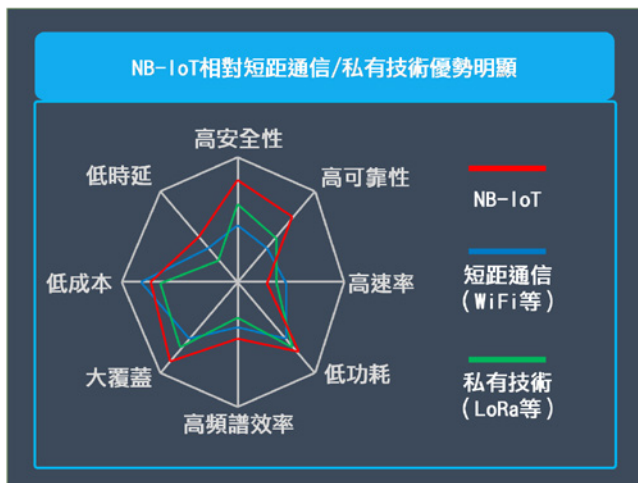 NB-IoT相對短距通信/私有技術優勢明顯
高安全性
低時延
高可靠性
NB-IoT
低成本
高速率
短距通信
(WiFi等)
大覆蓋
低功耗
私有技術
(LoRa等)
高頻譜效率